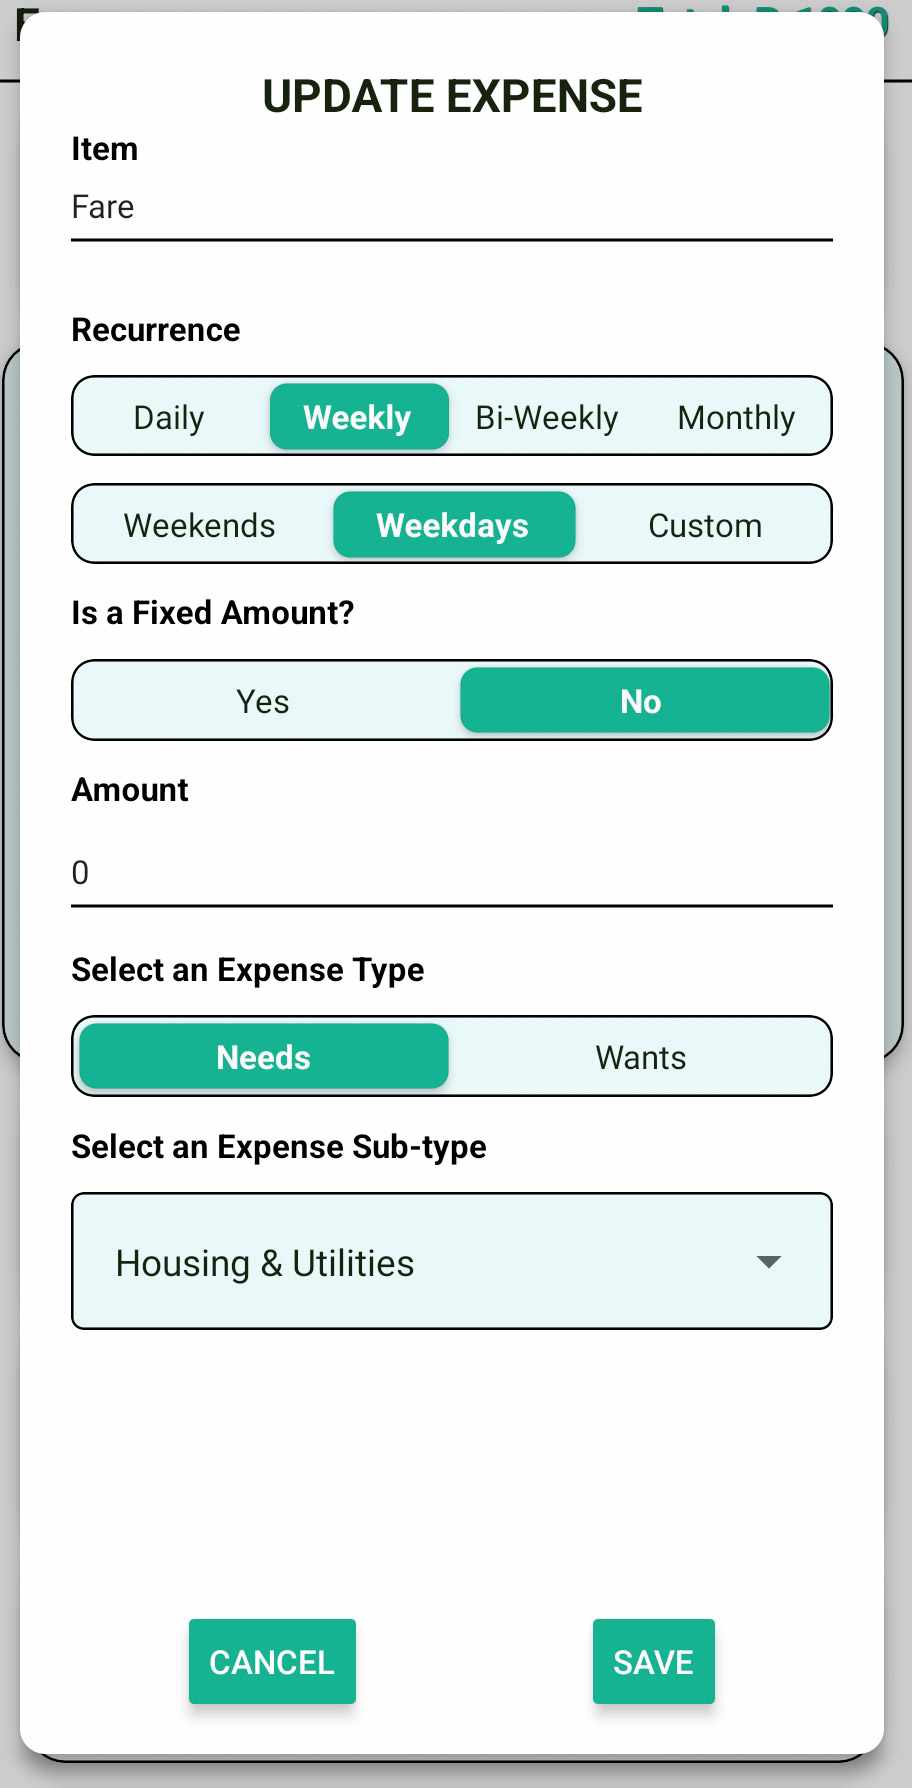 UPDATE EXPENSE
Item
Fare
Recurrence
Daily Weekly Bi-Weekly Monthly
Weekends Weekdays Custom
Is a Fixed Amount?
Yes No
Amount
0
Select an Expense Type
Needs Wants
Select an Expense Sub-type
Housing & Utilities
CANCEL SAVE